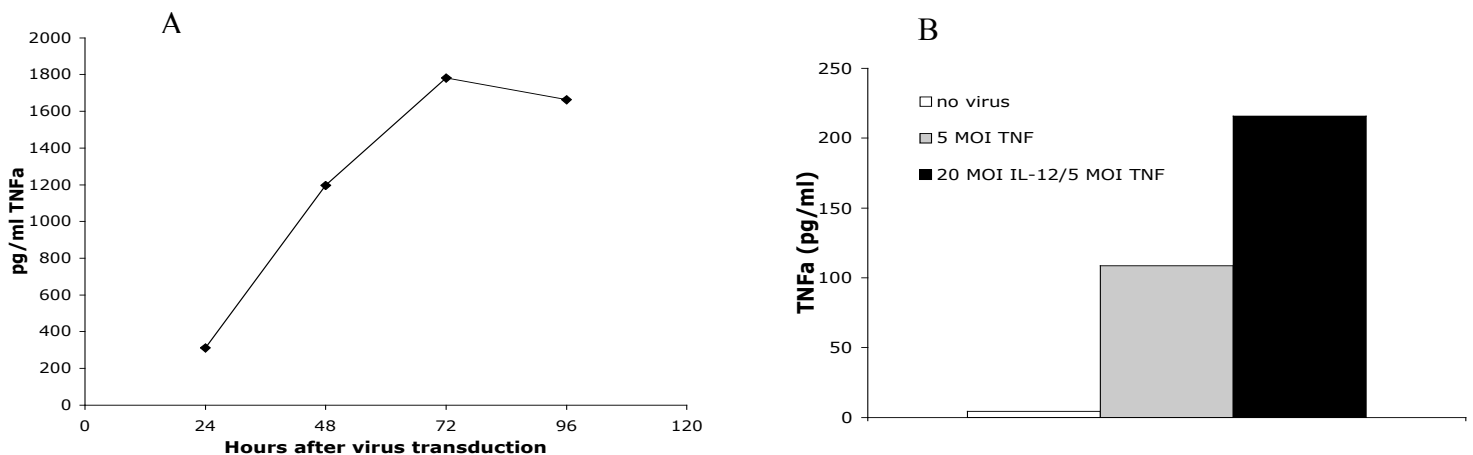 A
pg/ml TNFa
2000
1800
1600
1400
1200
1000
800
600
400
200
0
0 24 48 72 96 120
Hours after virus transduction
B
TNFa (pg/ml)
250
200
150
100
50
0
no virus
5 MOI TNF
20 MOI IL-12/5 MOI TNF